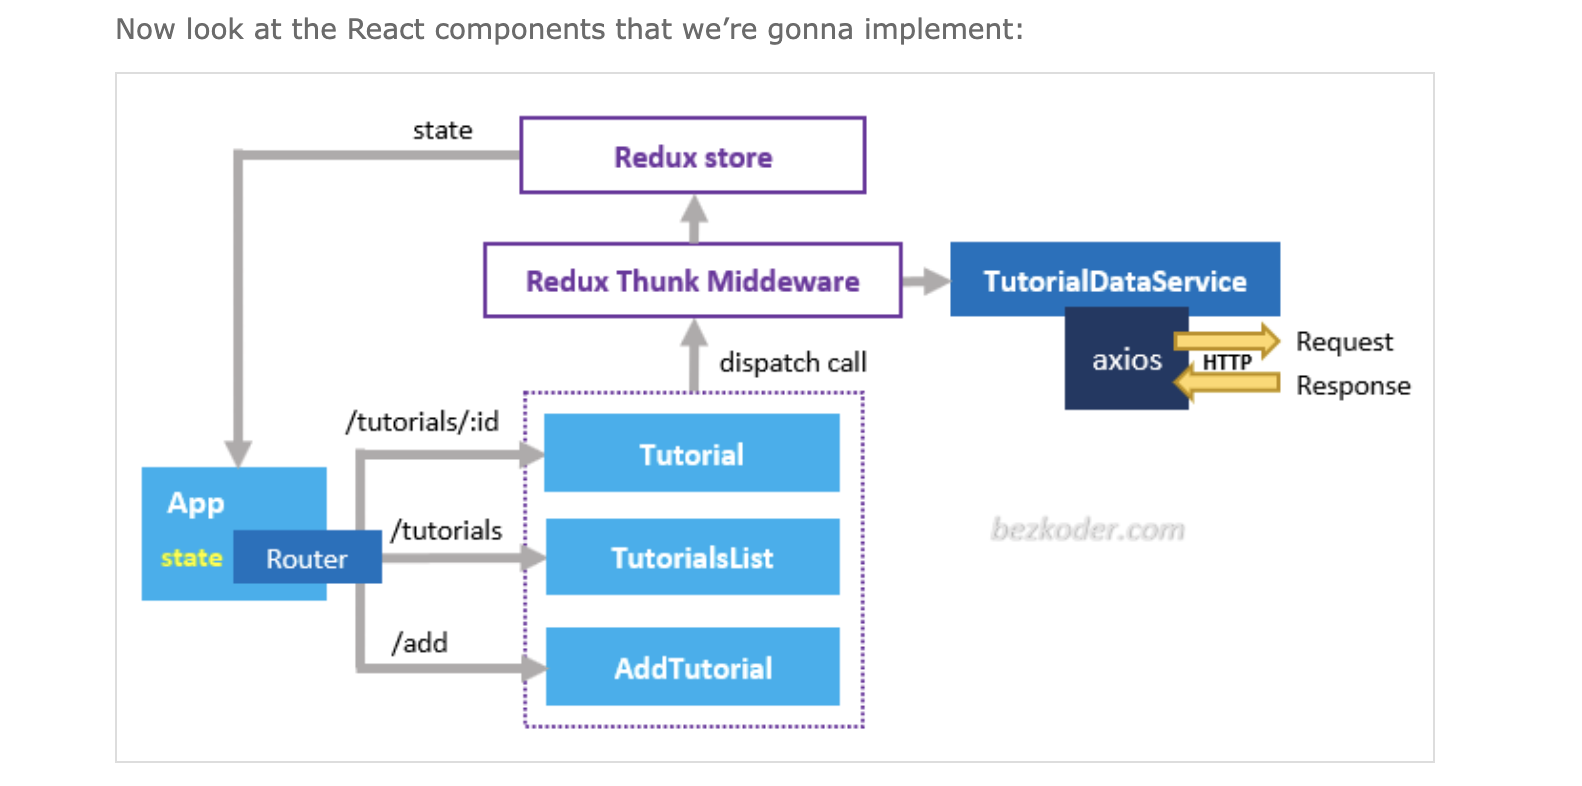 Now look at the React components that we’re gonna implement:
state
Redux store
Redux Thunk Middeware
TutorialDataService
axios
HTTP
Request
Response
dispatch call
/tutorials/:id
Tutorial
App
state
Router
/tutorials
TutorialsList
/add
AddTutorial
bezkoder.com